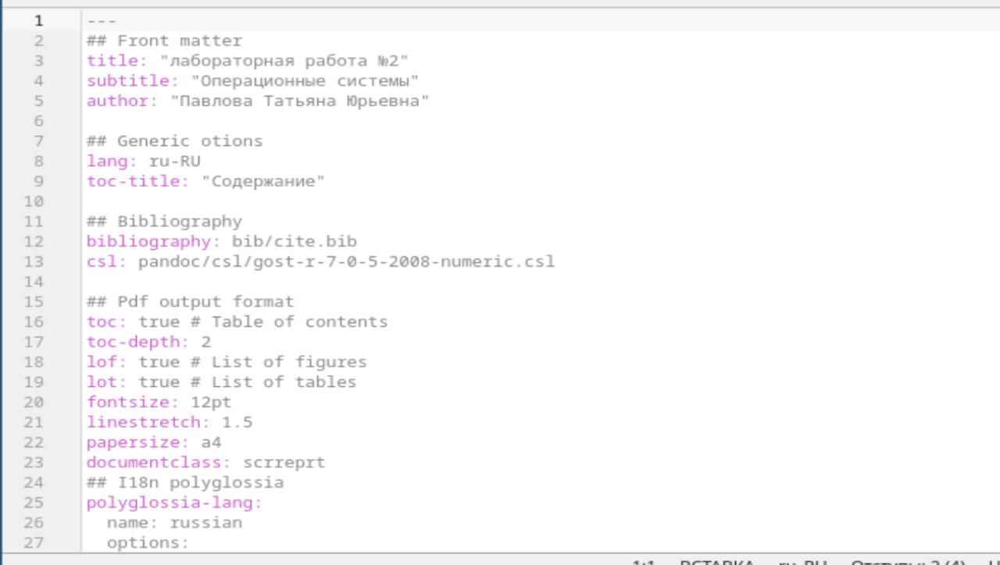 1 ---
2 ## Front matter
3 title: "лабораторная работа №2"
4 subtitle: "Операционные системы"
5 author: "Павлова Татьяна Юрьевна"
6
7 ## Generic otions
8 lang: ru-RU
9 toc-title: "Содержание"
10
11 ## Bibliography
12 bibliography: bib/cite.bib
13 csl: pandoc/csl/gost-r-7-0-5-2008-numeric.csl
14
15 ## Pdf output format
16 toc: true # Table of contents
17 toc-depth: 2
18 lof: true # List of figures
19 lot: true # List of tables
20 fontsize: 12pt
21 linestretch: 1.5
22 papersize: a4
23 documentclass: scrreprt
24 ## I18n polyglossia
25 polyglossia-lang:
26 name: russian
27 options:
1:1 ВСТАВКА ru_RU Отступы: 2 (4)